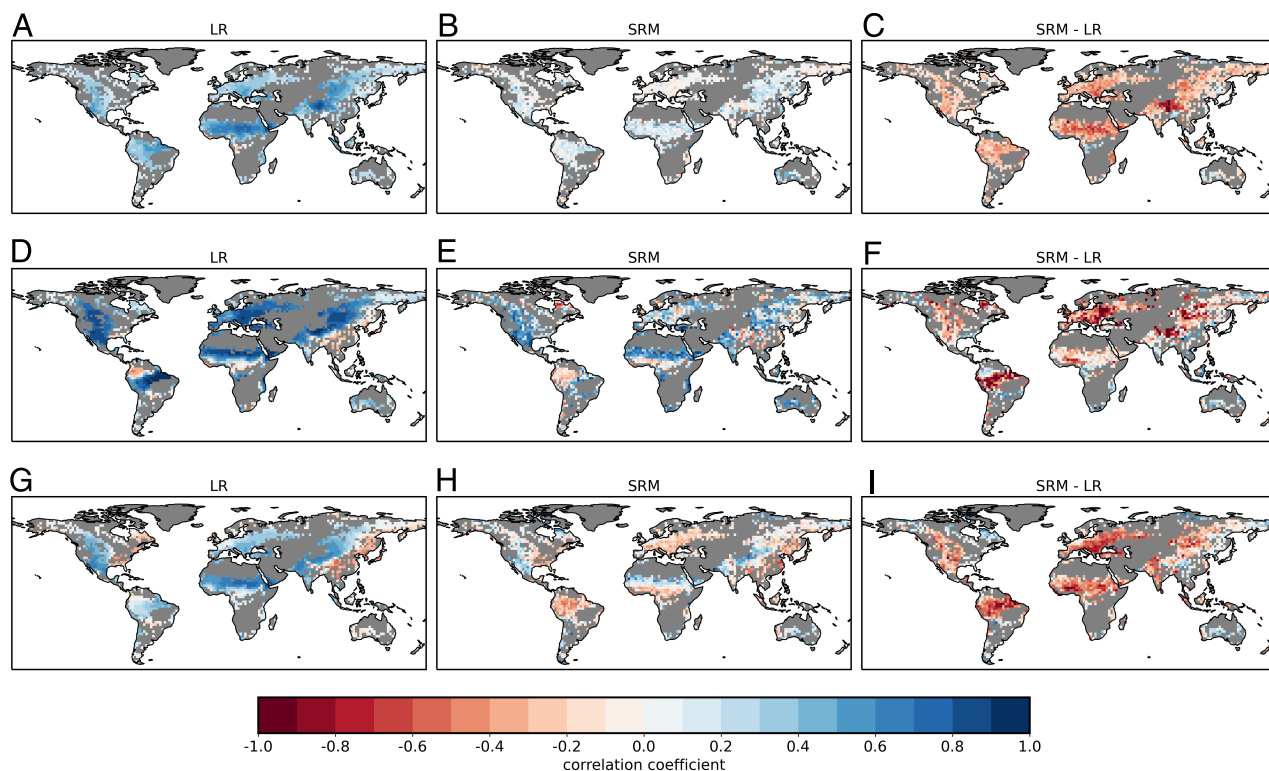 A LR B SRM C SRM - LR
D LR E SRM F SRM - LR
G LR H SRM I SRM - LR
-1.0 -0.8 -0.6 -0.4 -0.2 0.0 0.2 0.4 0.6 0.8 1.0
correlation coefficient